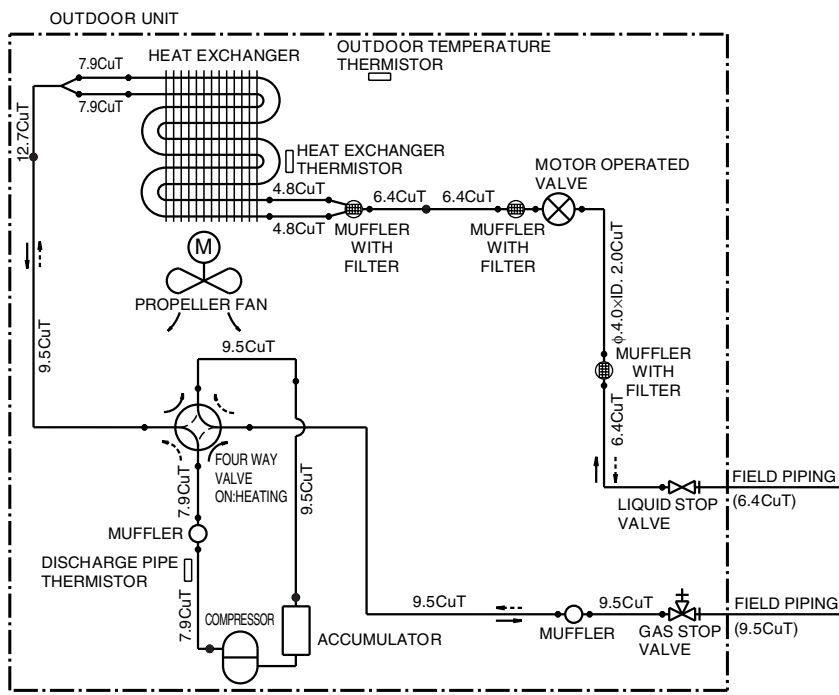 OUTDOOR UNIT
HEAT EXCHANGER
OUTDOOR TEMPERATURE
THERMISTOR
7.9CuT
7.9CuT
12.7CuT
HEAT EXCHANGER
THERMISTOR
MOTOR OPERATED
VALVE
4.8CuT
6.4CuT
6.4CuT
4.8CuT
MUFFLER
WITH
FILTER
MUFFLER
WITH
FILTER
M
PROPELLER FAN
ϕ.4.0×ID. 2.0CuT
9.5CuT
9.5CuT
MUFFLER
WITH
FILTER
6.4CuT
FOUR WAY
VALVE
ON:HEATING
7.9CuT
9.5CuT
FIELD PIPING
(6.4CuT)
LIQUID STOP
VALVE
MUFFLER
DISCHARGE PIPE
THERMISTOR
7.9CuT
COMPRESSOR
ACCUMULATOR
9.5CuT
9.5CuT
FIELD PIPING
(9.5CuT)
MUFFLER
GAS STOP
VALVE